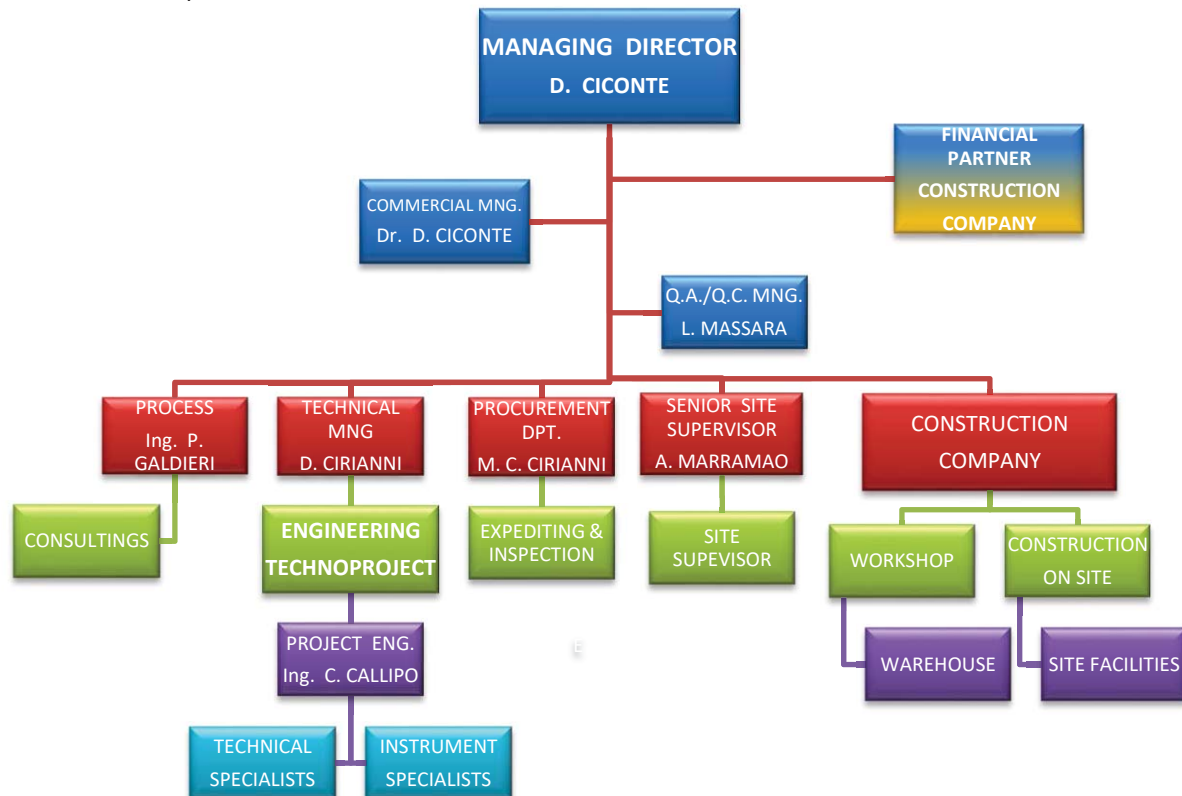 MANAGING DIRECTOR
D. CICONTE
FINANCIAL
PARTNER
CONSTRUCTION
COMPANY
COMMERCIAL MNG.
Dr. D. CICONTE
Q.A./Q.C. MNG.
L. MASSARA
PROCESS
Ing. P.
GALDIERI
TECHNICAL
MNG
D. CIRIANNI
PROCUREMENT
DPT.
M. C. CIRIANNI
SENIOR SITE
SUPERVISOR
A. MARRAMAO
CONSTRUCTION
COMPANY
CONSULTINGS
ENGINEERING
TECHNOPROJECT
EXPEDITING &
INSPECTION
SITE
SUPEVISOR
WORKSHOP
CONSTRUCTION
ON SITE
PROJECT ENG.
Ing. C. CALLIPO
E
WAREHOUSE
SITE FACILITIES
TECHNICAL
SPECIALISTS
INSTRUMENT
SPECIALISTS